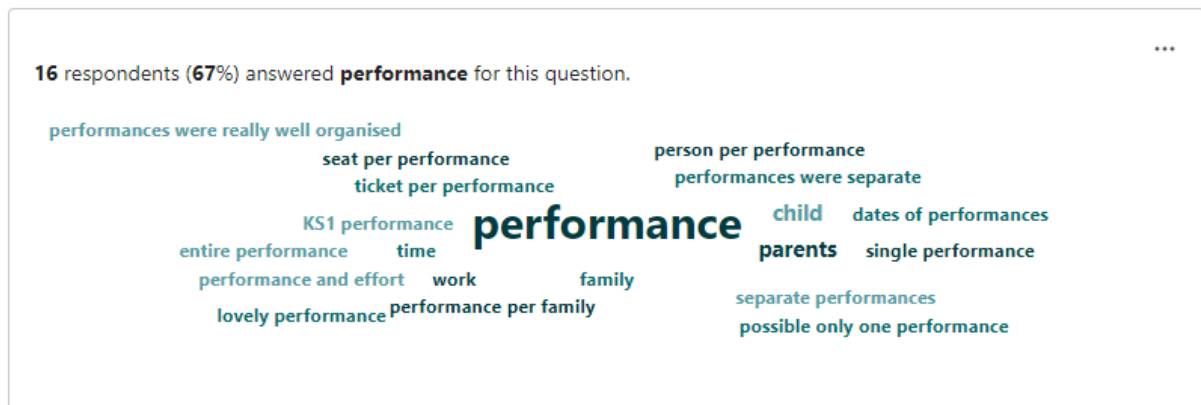 ...
16 respondents (67%) answered performance for this question.
performances were really well organised
seat per performance
person per performance
ticket per performance
performances were separate
KS1 performance
performance
child
dates of performances
entire performance
time
parents
single performance
performance and effort
work
family
separate performances
lovely performance
performance per family
possible only one performance